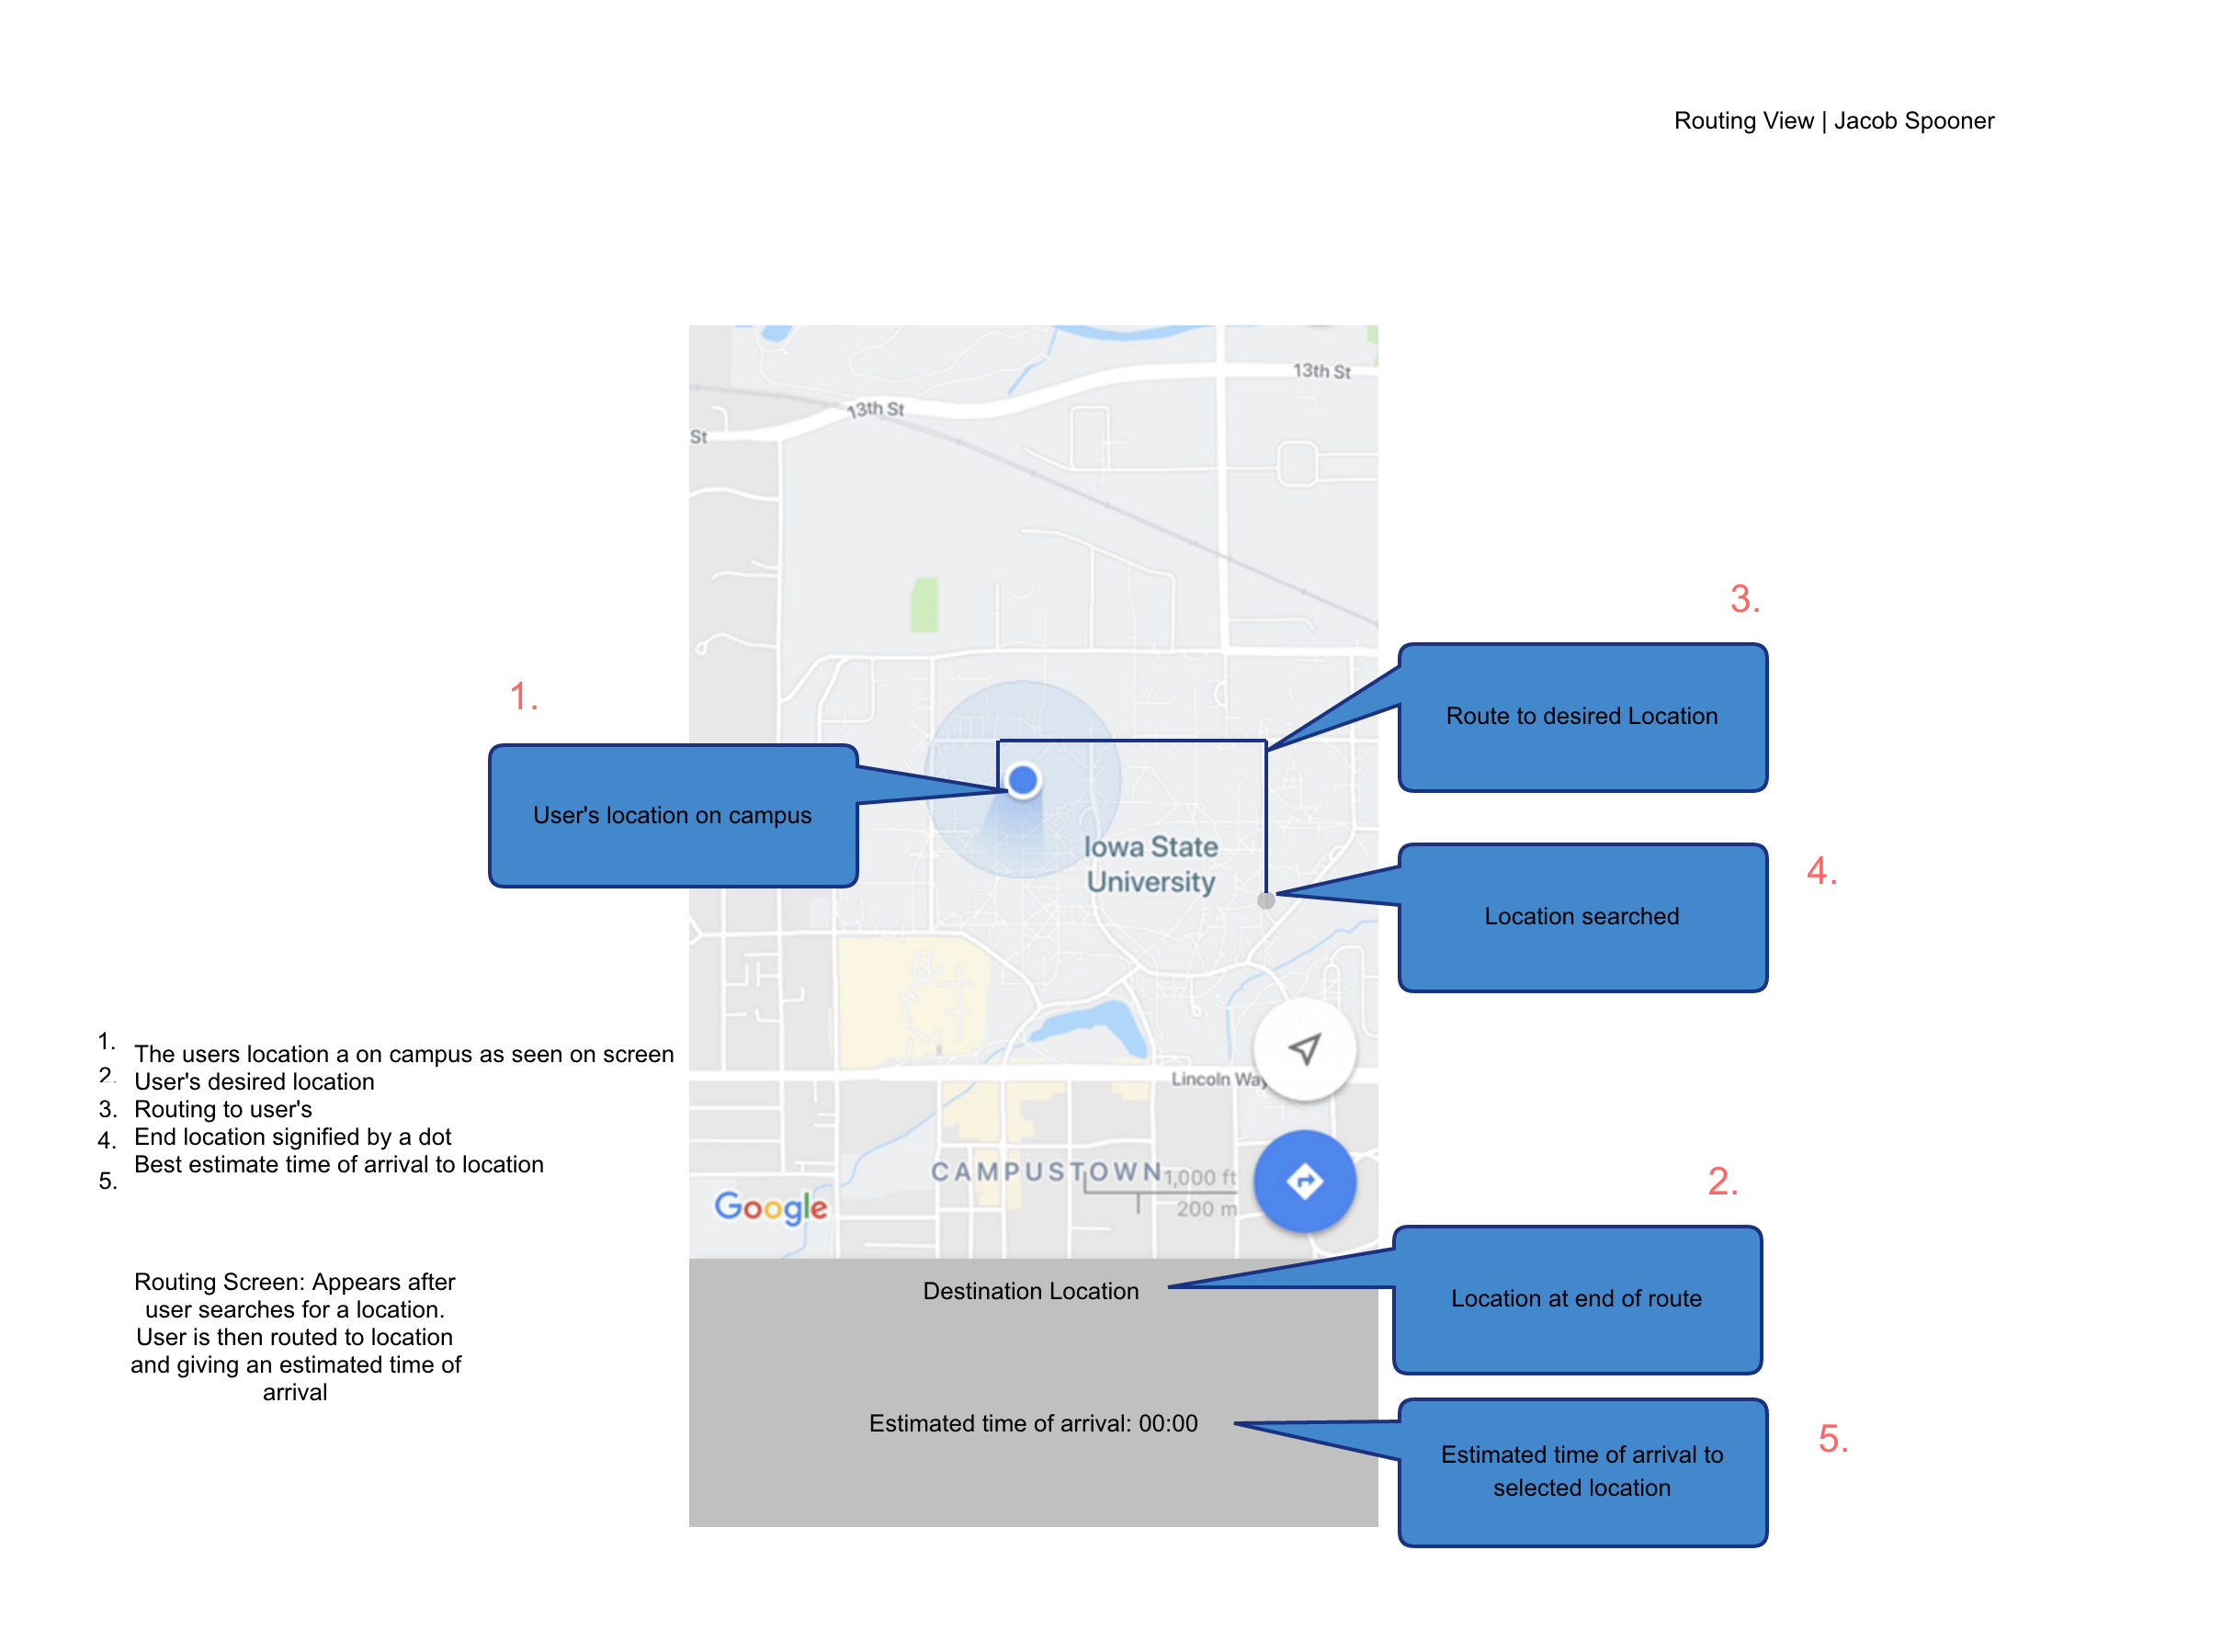 Routing View | Jacob Spooner
13th St
13th St
St
3.
Route to desired Location
1.
User's location on campus
Iowa State
University
4.
Location searched
1. The users location a on campus as seen on screen
2. User's desired location
3. Routing to user's
4. End location signified by a dot
5. Best estimate time of arrival to location
Lincoln Way
CAMPUSTOWN
1,000 ft
200 m
Google
2.
Location at end of route
Destination Location
Routing Screen: Appears after
user searches for a location.
User is then routed to location
and giving an estimated time of
arrival
Estimated time of arrival: 00:00
5.
Estimated time of arrival to
selected location